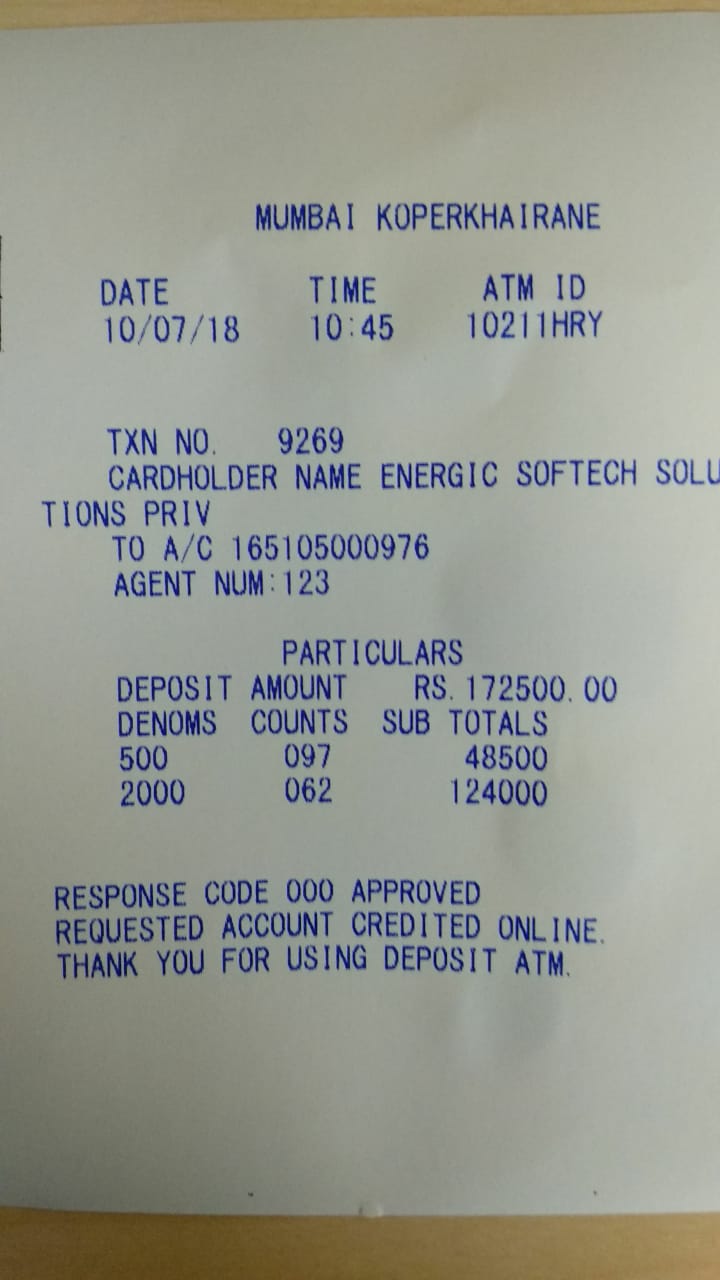 MUMBAI KOPERKHAIRANE
DATE TIME ATM ID
10/07/18 10:45 10211HRY
TXN NO. 9269
CARDHOLDER NAME ENERGIC SOFTECH SOLU
TIONS PRIV
TO A/C 165105000976
AGENT NUM:123
PARTICULARS
DEPOSIT AMOUNT RS. 172500.00
DENOMS COUNTS SUB TOTALS
500 097 48500
2000 062 124000
RESPONSE CODE 000 APPROVED
REQUESTED ACCOUNT CREDITED ONLINE.
THANK YOU FOR USING DEPOSIT ATM.